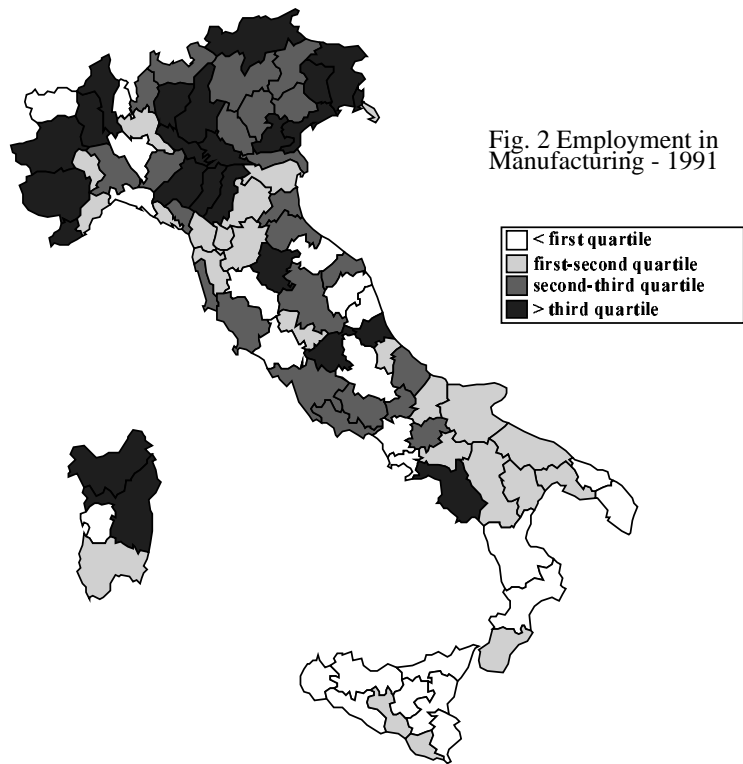 Fig. 2 Employment in
Manufacturing - 1991
< first quartile
first-second quartile
second-third quartile
> third quartile